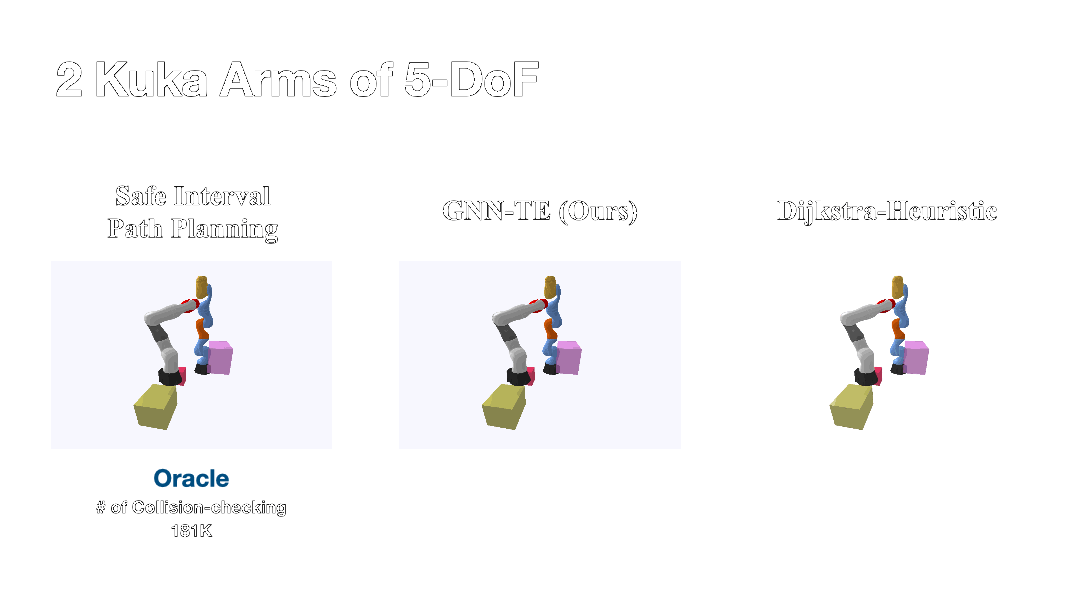 2 Kuka Arms of 5-DoF
Safe Interval
Path Planning
GNN-TE (Ours)
Dijkstra-Heuristic
Oracle
# of Collision-checking
181K